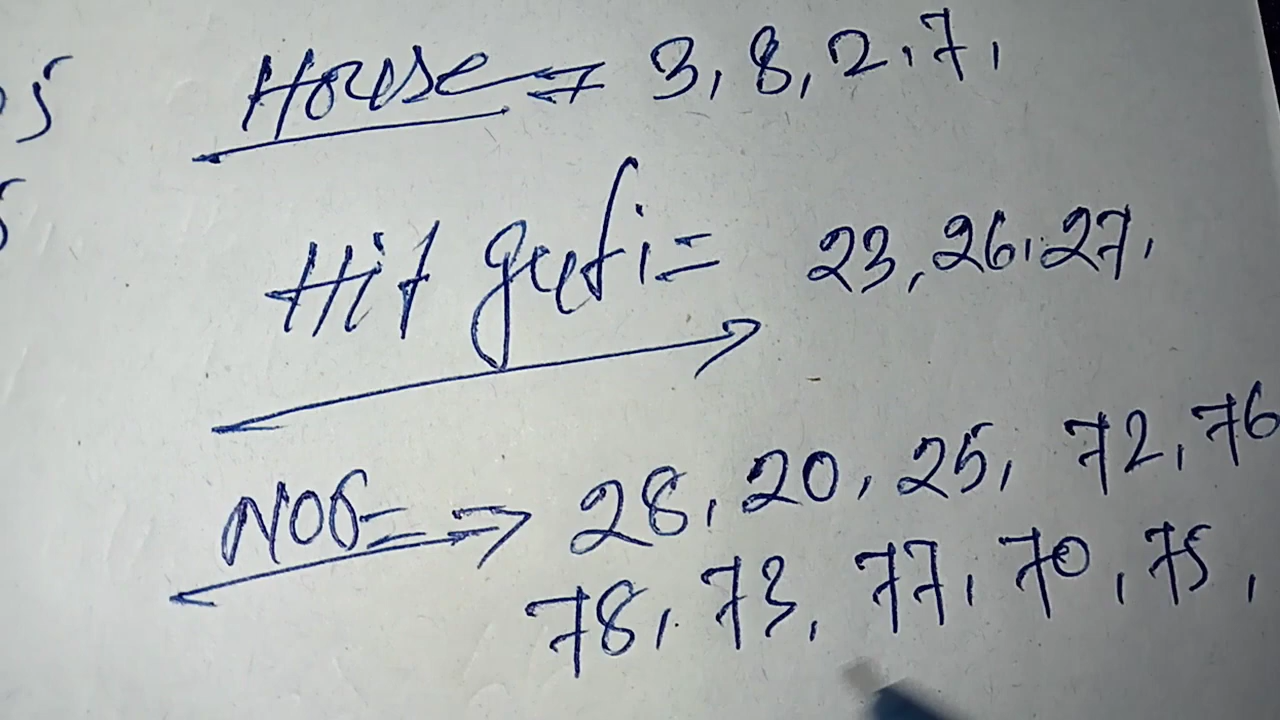 House => 3, 8, 2, 7,
Hit guti = 23, 26, 27,
NOS = => 28, 20, 25, 72, 76
78, 73, 77, 70, 75,